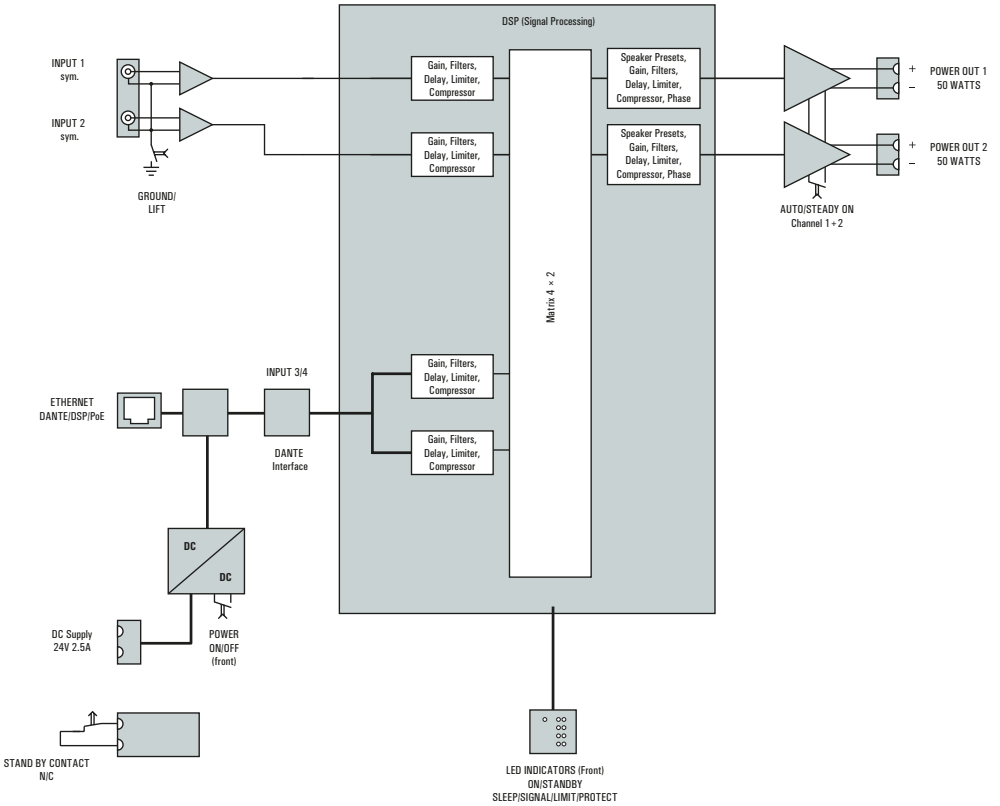 DSP (Signal Processing)
INPUT 1
sym.
INPUT 2
sym.
GROUND/
LIFT
Gain, Filters,
Delay, Limiter,
Compressor
Gain, Filters,
Delay, Limiter,
Compressor
Speaker Presets,
Gain, Filters,
Delay, Limiter,
Compressor, Phase
Speaker Presets,
Gain, Filters,
Delay, Limiter,
Compressor, Phase
+
−
POWER OUT 1
50 WATTS
+
−
POWER OUT 2
50 WATTS
AUTO/STEADY ON
Channel 1 + 2
Matrix 4 × 2
ETHERNET
DANTE/DSP/PoE
INPUT 3/4
DANTE
Interface
Gain, Filters,
Delay, Limiter,
Compressor
Gain, Filters,
Delay, Limiter,
Compressor
DC
DC
POWER
ON/OFF
(front)
DC Supply
24V 2.5A
STAND BY CONTACT
N/C
LED INDICATORS (Front)
ON/STANDBY
SLEEP/SIGNAL/LIMIT/PROTECT